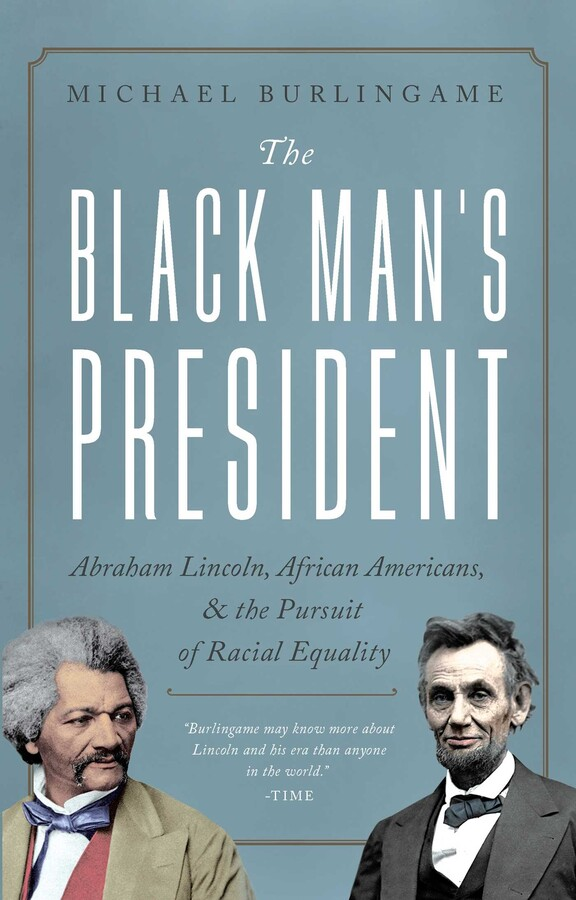 MICHAEL BURLINGAME
The
BLACK MAN'S
PRESIDENT
Abraham Lincoln, African Americans,
& the Pursuit
of Racial Equality
“Burlingame may know more about
Lincoln and his era than anyone
in the world.”
-TIME